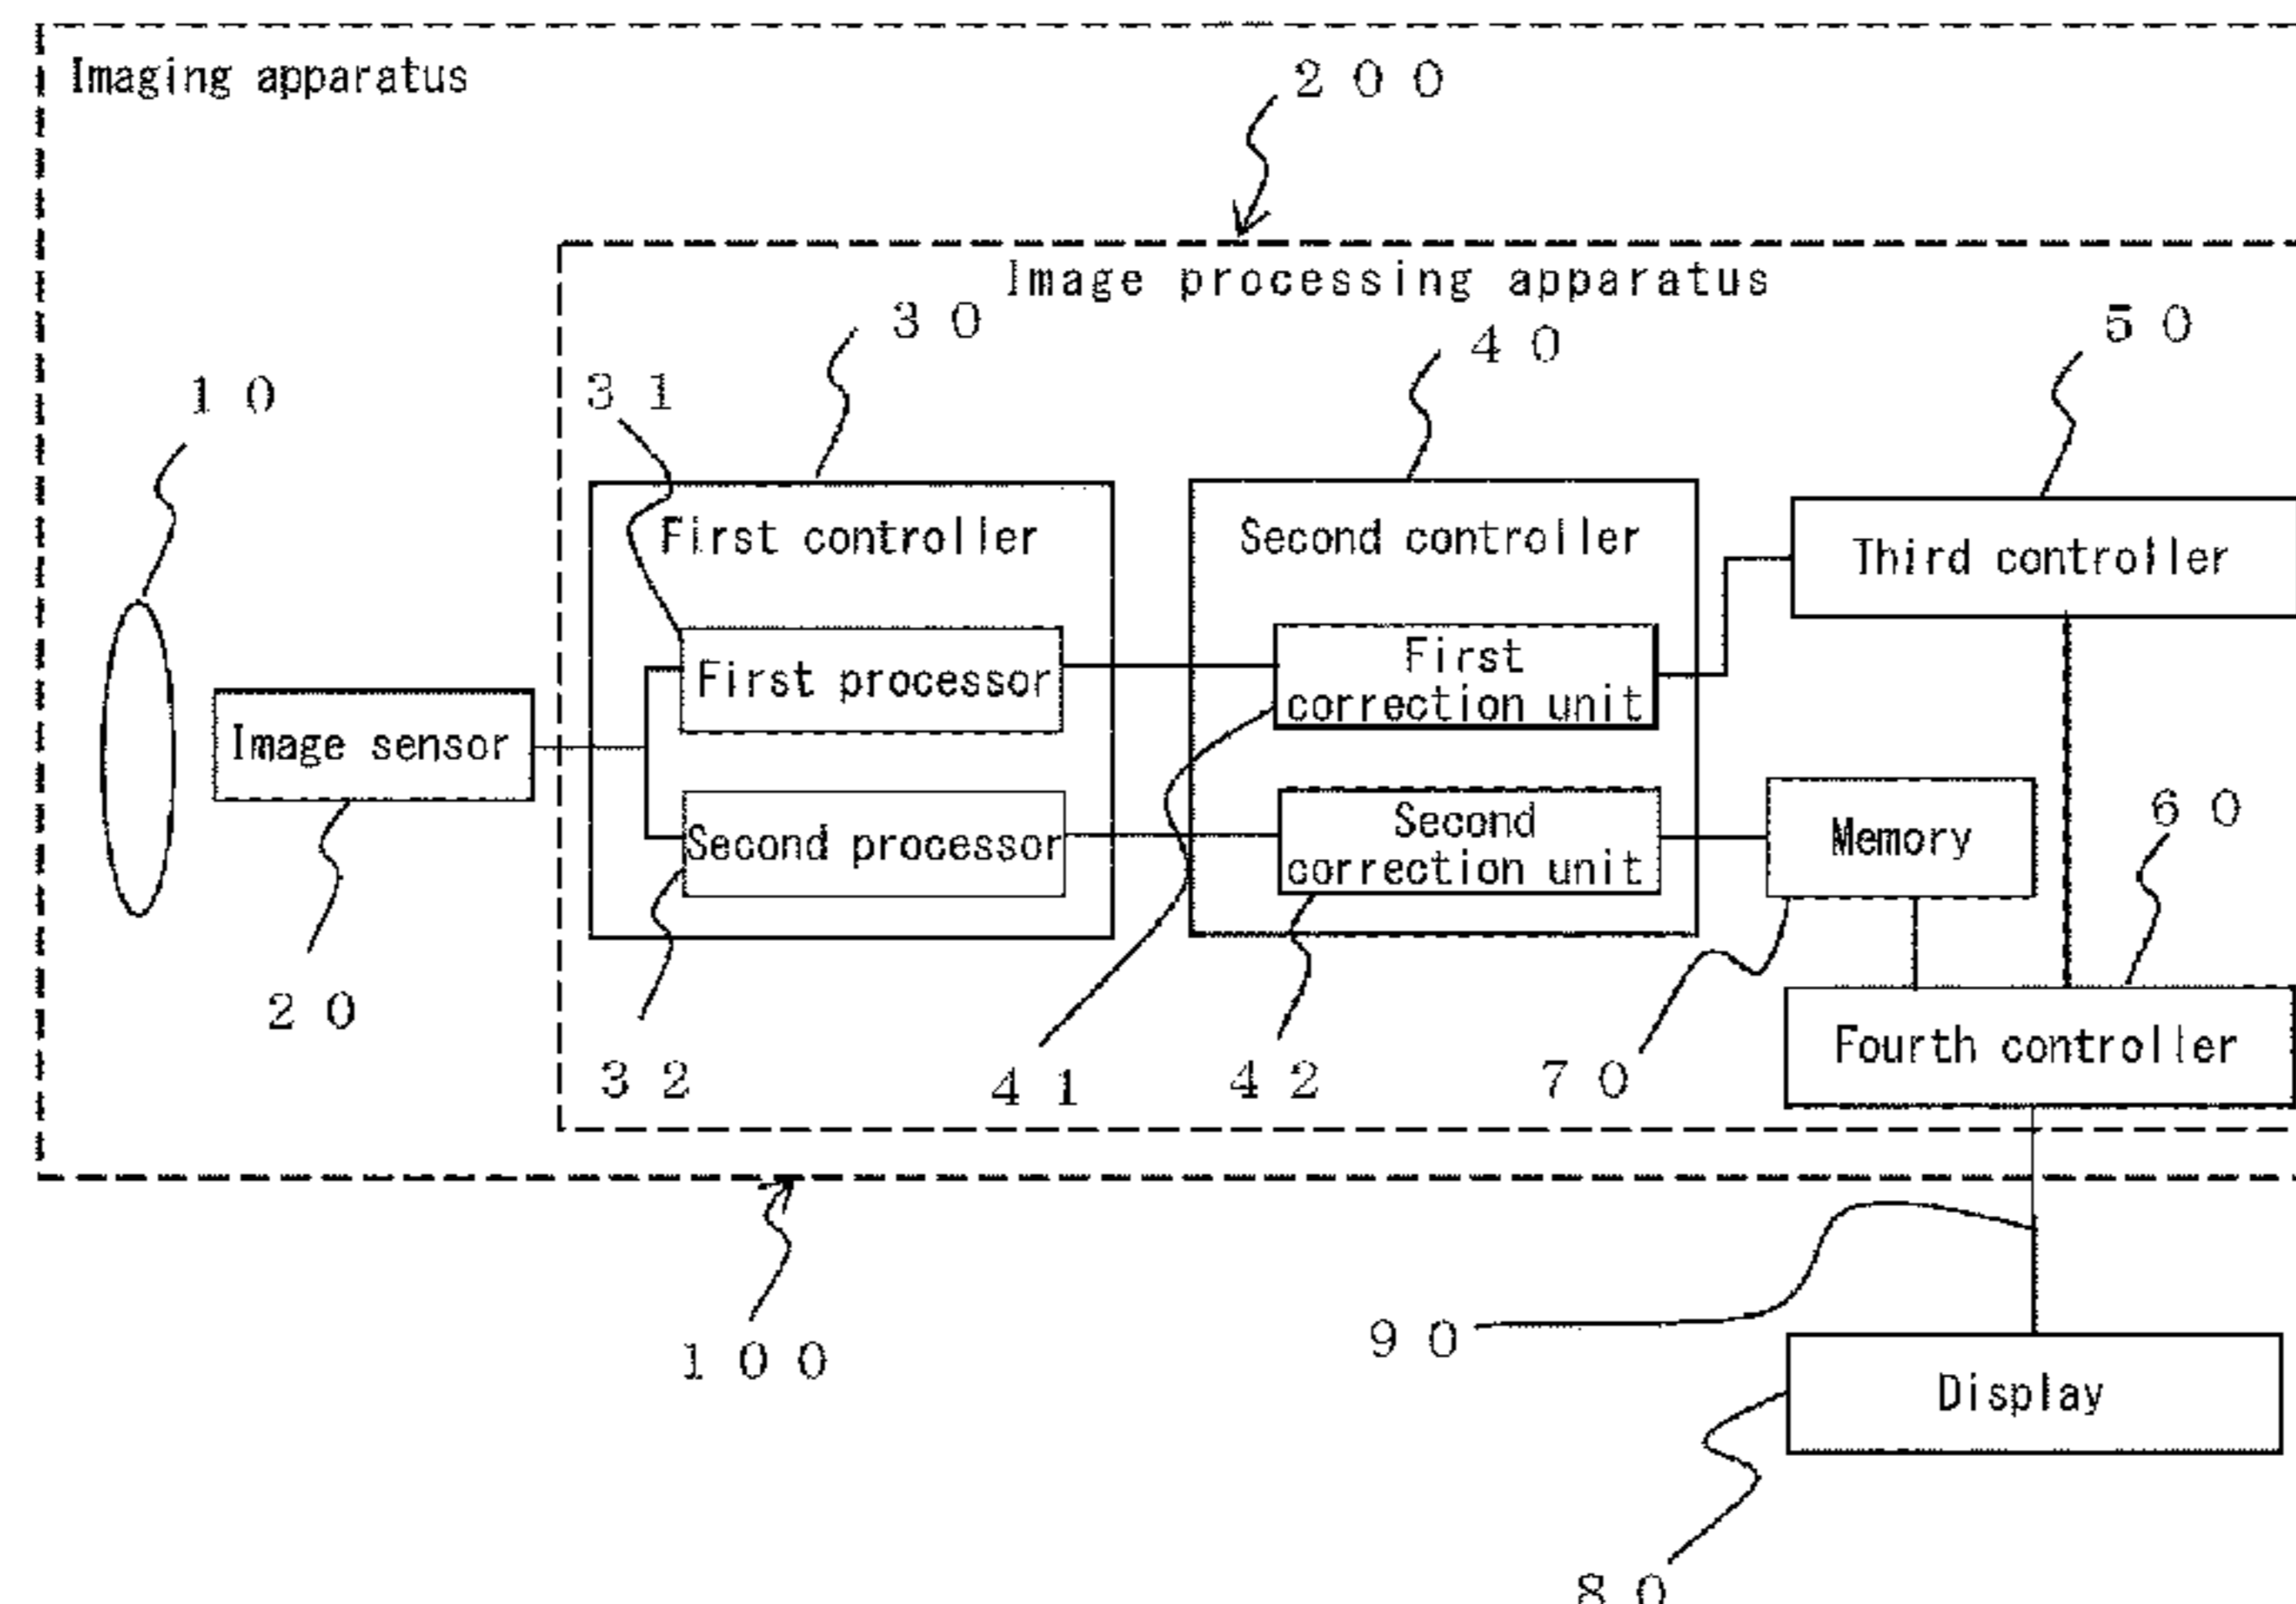 Imaging apparatus
200
Image processing apparatus
30
40
50
31
10
First controller
Second controller
Third controller
First processor
First
correction unit
Image sensor
Second processor
Second
correction unit
Memory
60
20
Fourth controller
32
41
42
70
100
90
Display
80